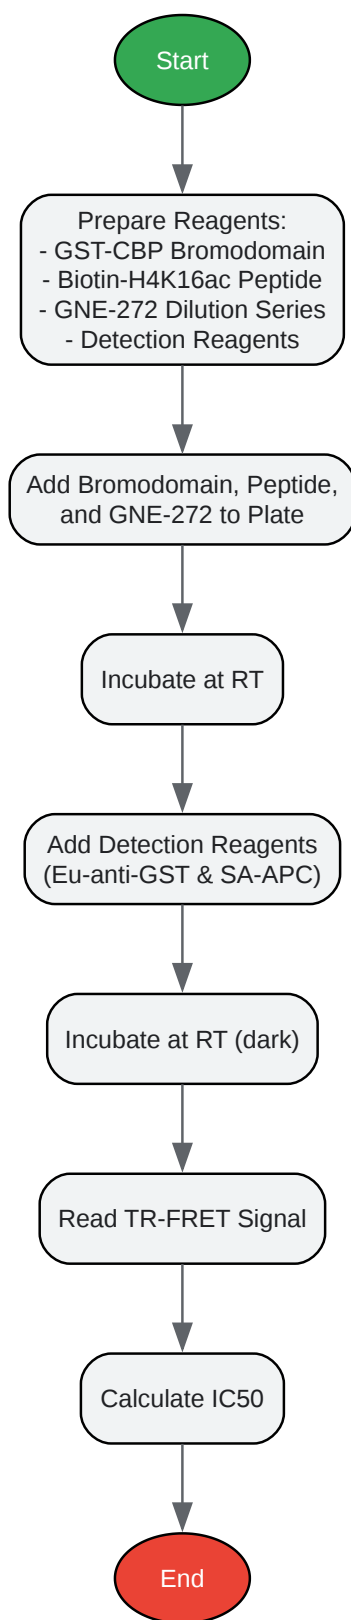 Start
Prepare Reagents:
- GST-CBP Bromodomain
- Biotin-H4K16ac Peptide
- GNE-272 Dilution Series
- Detection Reagents
Add Bromodomain, Peptide,
and GNE-272 to Plate
Incubate at RT
Add Detection Reagents
(Eu-anti-GST & SA-APC)
Incubate at RT (dark)
Read TR-FRET Signal
Calculate IC50
End